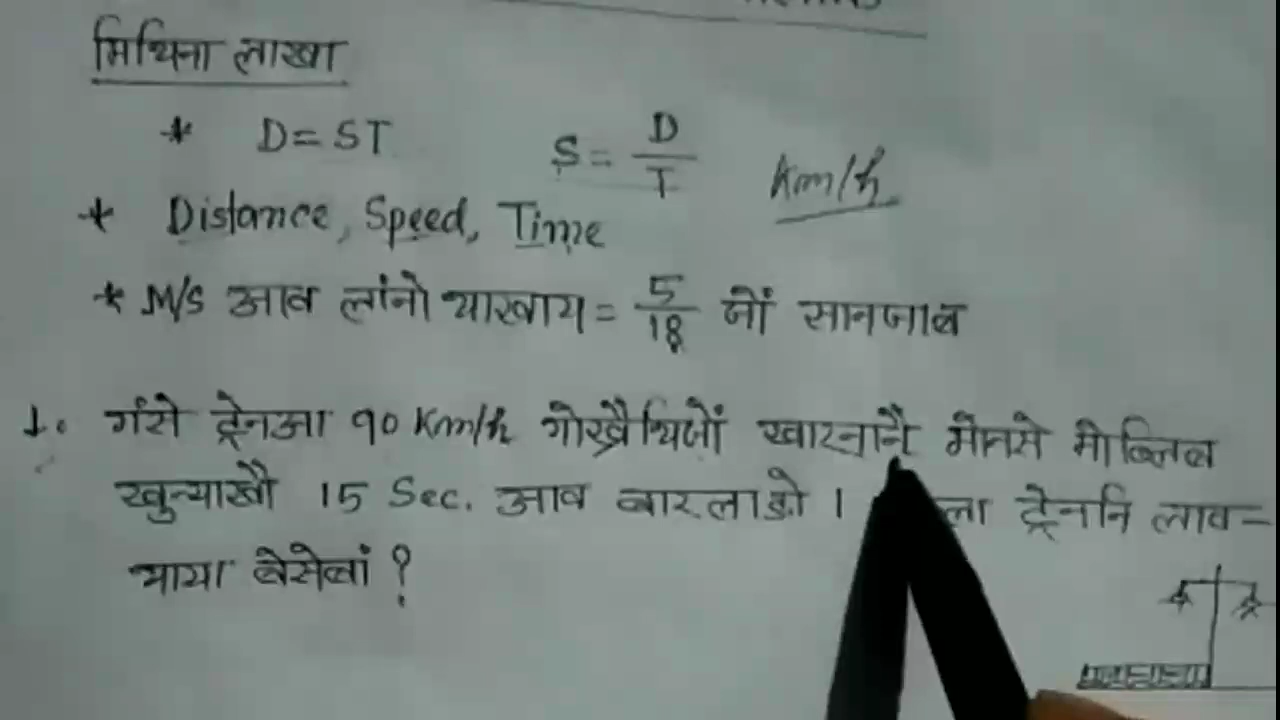 मिथिना लाखा
* D = ST S = D/T Km/h
* Distance, Speed, Time
* M/S आव लांनो थाखाय = 5/18 जों सानजाब
1. गंसे ट्रेनआ 90 Km/h गोख्रैथिजों खारनानै मोनसे मोब्लिब
खुन्थाखौ 15 Sec. आव बारलाङो । ट्रेननि लाव-
थाया बेसेबां ?